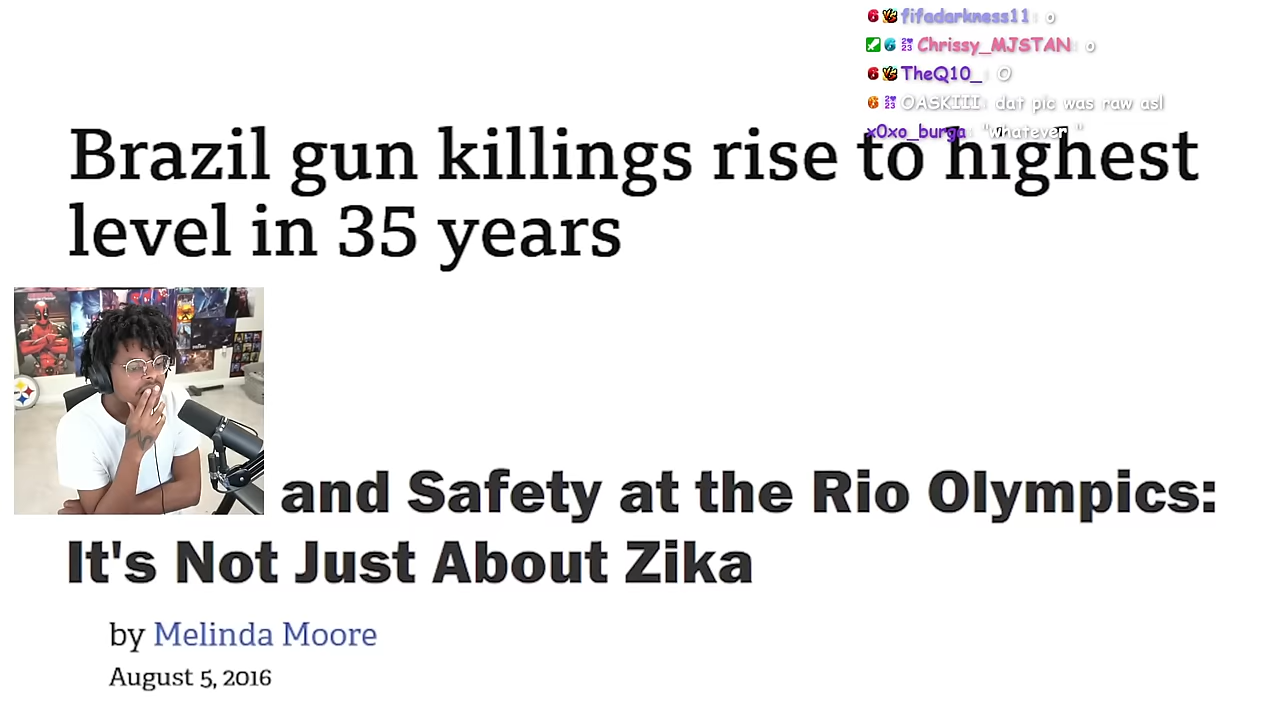 fifadarkness11: o
Chrissy_MJSTAN: o
TheQ10_: O
OASKIII: dat pic was raw asl
x0xo_burga: "whatever "
Brazil gun killings rise to highest
level in 35 years
and Safety at the Rio Olympics:
It's Not Just About Zika
by Melinda Moore
August 5, 2016